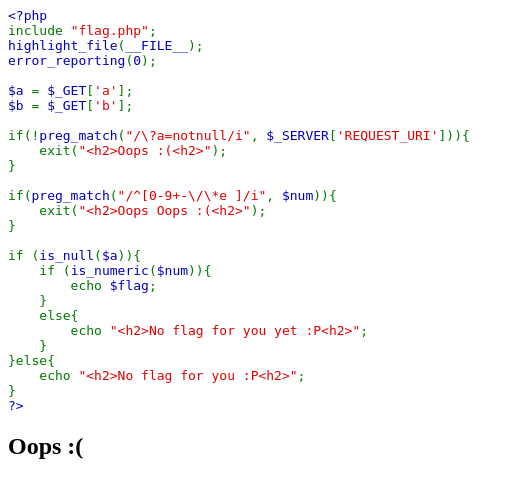 <?php
include "flag.php";
highlight_file(__FILE__);
error_reporting(0);

$a = $_GET['a'];
$b = $_GET['b'];

if(!preg_match("/\?a=notnull/i", $_SERVER['REQUEST_URI'])){
    exit("<h2>Oops :(<h2>");
}

if(preg_match("/^[0-9+-\/\*e ]/i", $num)){
    exit("<h2>Oops Oops :(<h2>");
}

if (is_null($a)){
    if (is_numeric($num)){
        echo $flag;
    }
    else{
        echo "<h2>No flag for you yet :P<h2>";
    }
}else{
    echo "<h2>No flag for you :P<h2>";
}
?>
Oops :(